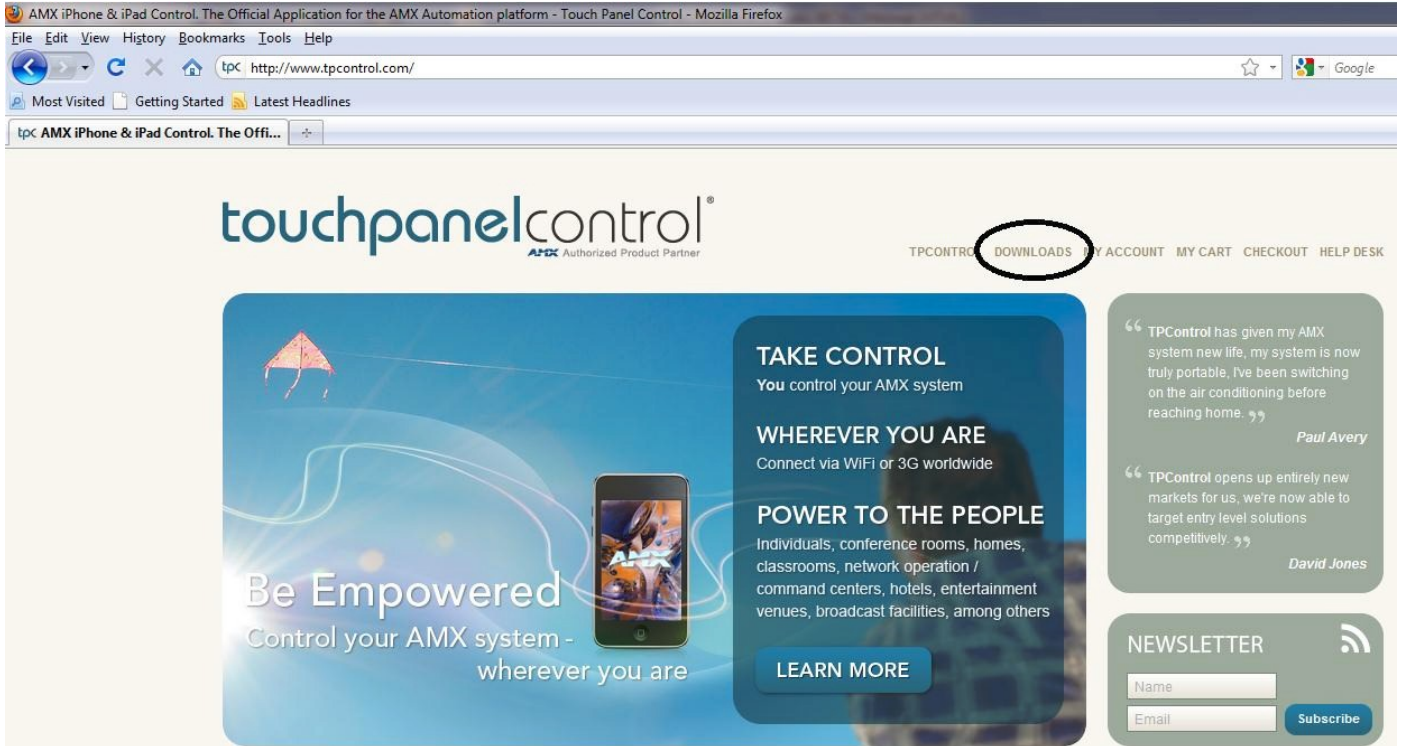 AMX iPhone & iPad Control. The Official Application for the AMX Automation platform - Touch Panel Control - Mozilla Firefox
File Edit View History Bookmarks Tools Help
tpc http://www.tpcontrol.com/
Google
Most Visited Getting Started Latest Headlines
tpc AMX iPhone & iPad Control. The Offi...
touchpanelcontrol®
AMX Authorized Product Partner
TPCONTROL DOWNLOADS MY ACCOUNT MY CART CHECKOUT HELP DESK
TAKE CONTROL
You control your AMX system
WHEREVER YOU ARE
Connect via WiFi or 3G worldwide
POWER TO THE PEOPLE
Individuals, conference rooms, homes,
classrooms, network operation /
command centers, hotels, entertainment
venues, broadcast facilities, among others
LEARN MORE
AMX
Be Empowered
Control your AMX system -
wherever you are
“ TPControl has given my AMX
system new life, my system is now
truly portable, I've been switching
on the air conditioning before
reaching home. ”
Paul Avery
“ TPControl opens up entirely new
markets for us, we're now able to
target entry level solutions
competitively. ”
David Jones
NEWSLETTER
Name
Email
Subscribe